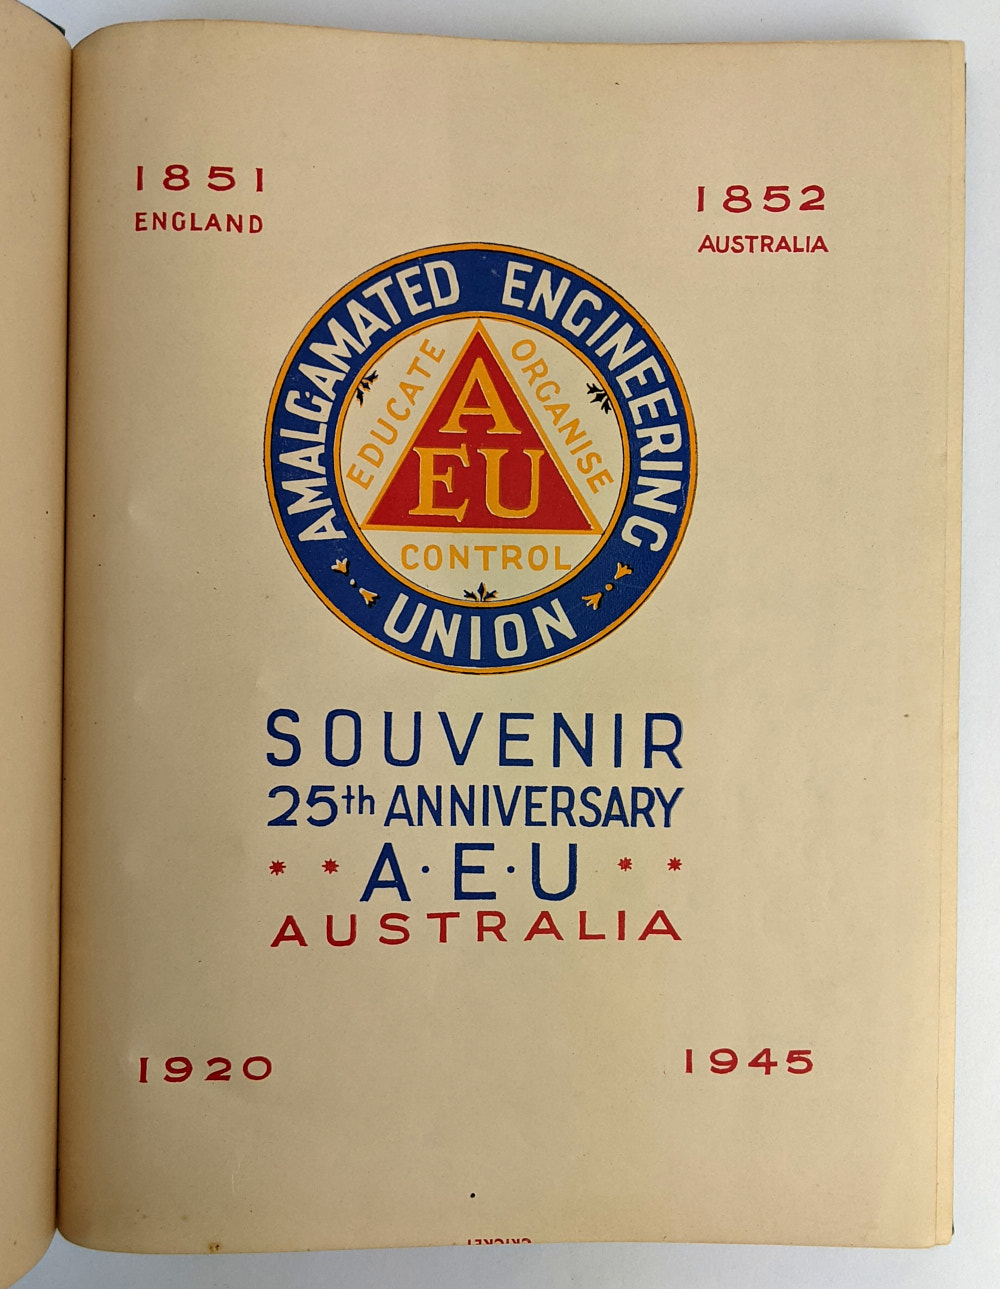 1851
ENGLAND
1852
AUSTRALIA
AMALGAMATED ENGINEERING
UNION
EDUCATE
ORGANISE
CONTROL
A
EU
SOUVENIR
25th ANNIVERSARY
A·E·U
AUSTRALIA
1920
1945